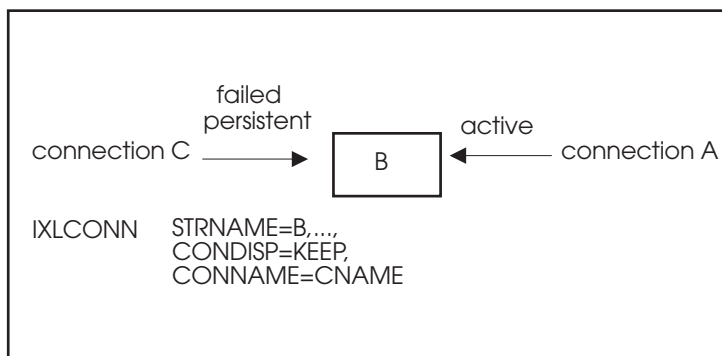 failed
persistent
active
connection C
B
connection A
IXLCONN STRNAME=B,...,
CONDISP=KEEP,
CONNAME=CNAME